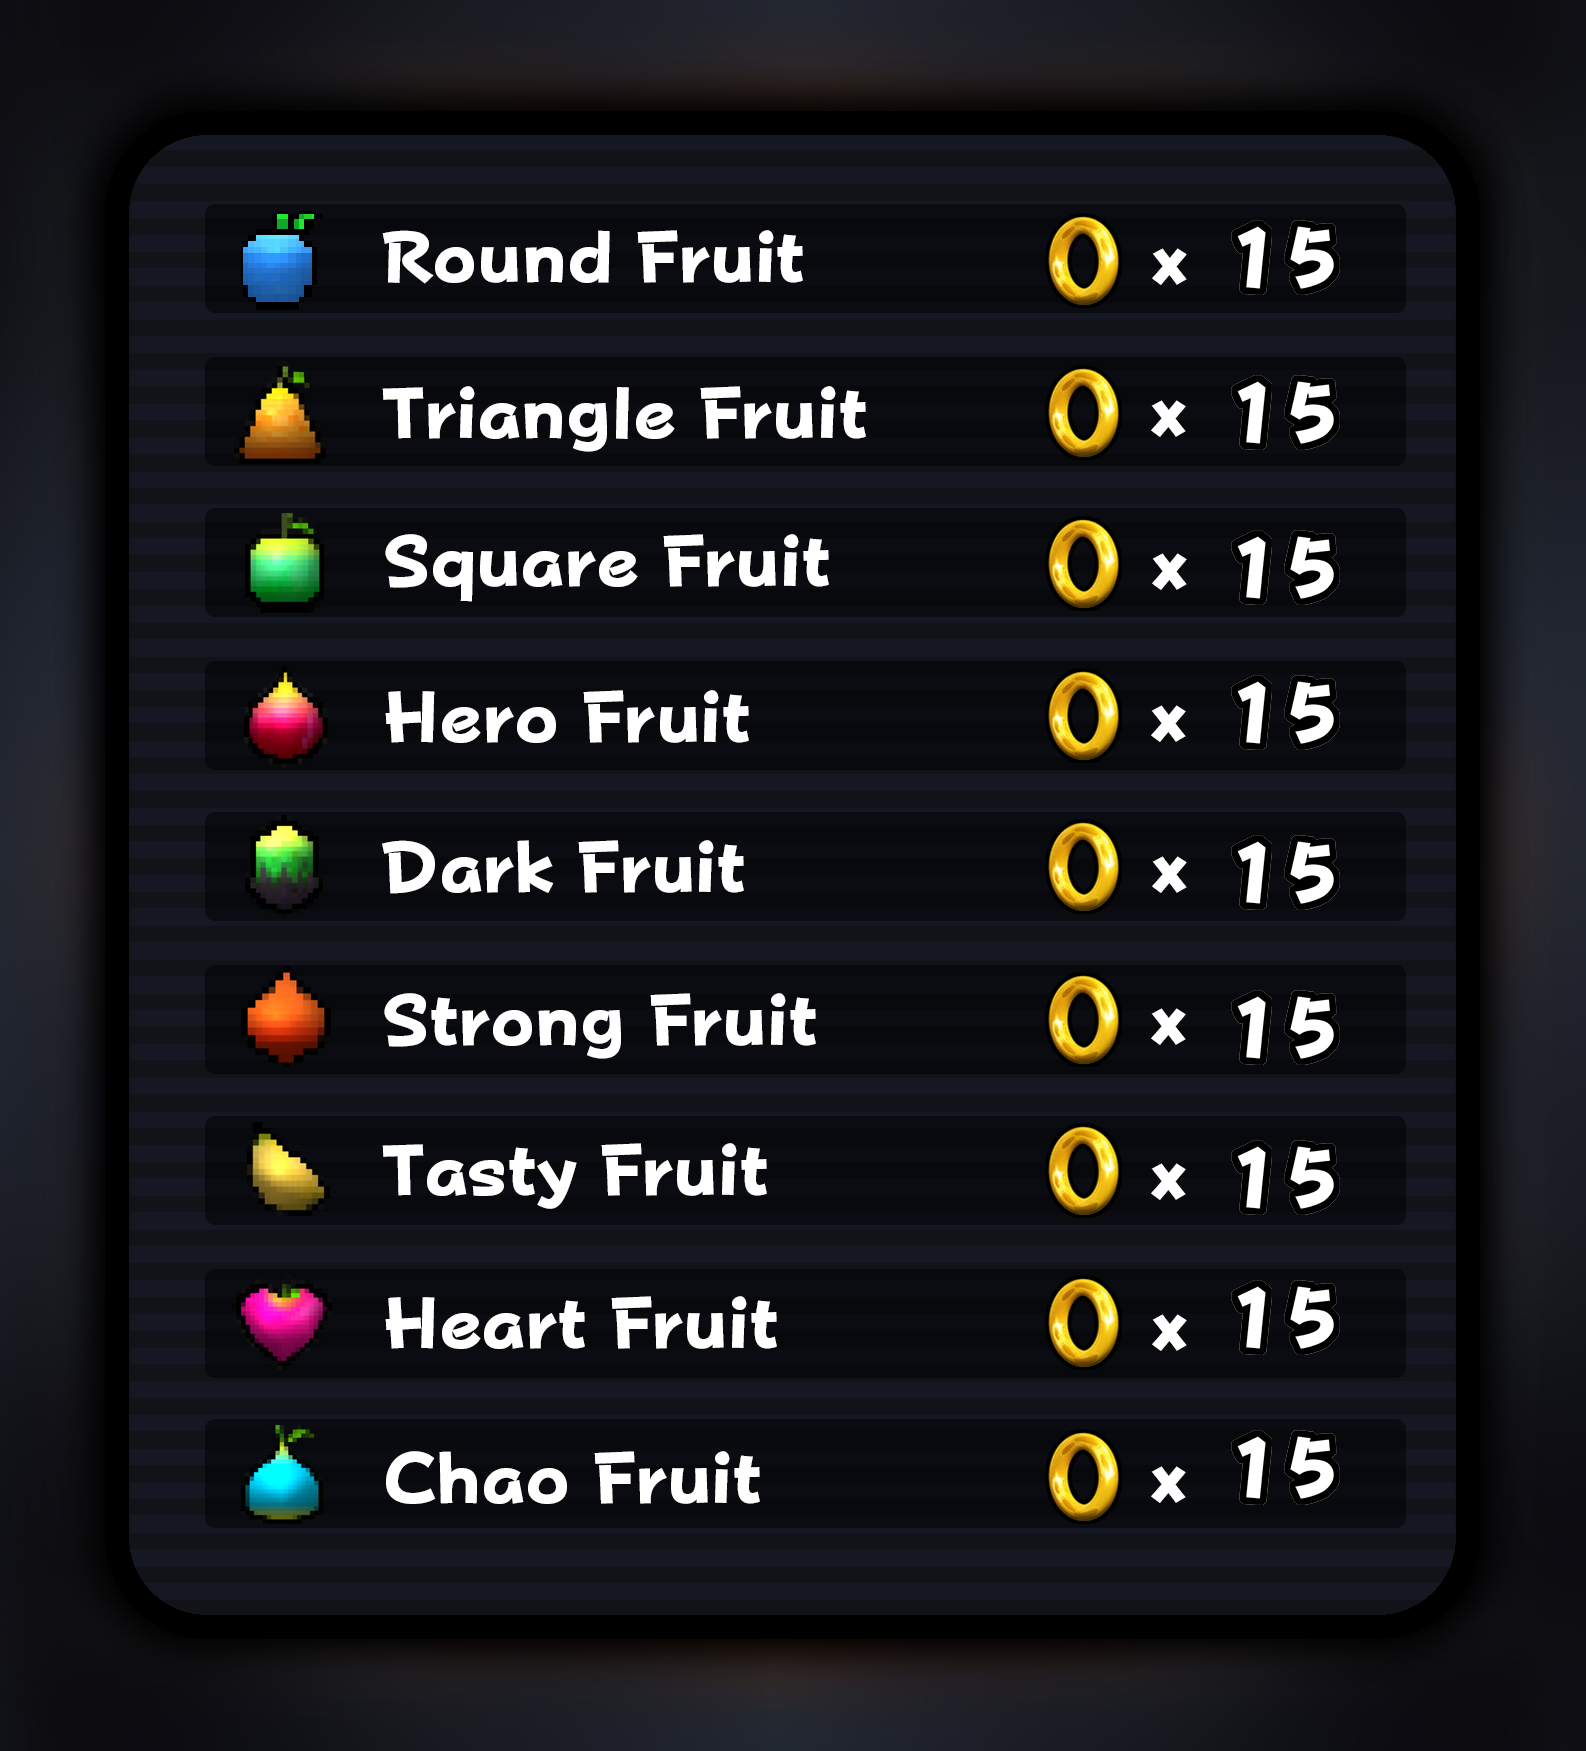 Round Fruit x 15
Triangle Fruit x 15
Square Fruit x 15
Hero Fruit x 15
Dark Fruit x 15
Strong Fruit x 15
Tasty Fruit x 15
Heart Fruit x 15
Chao Fruit x 15